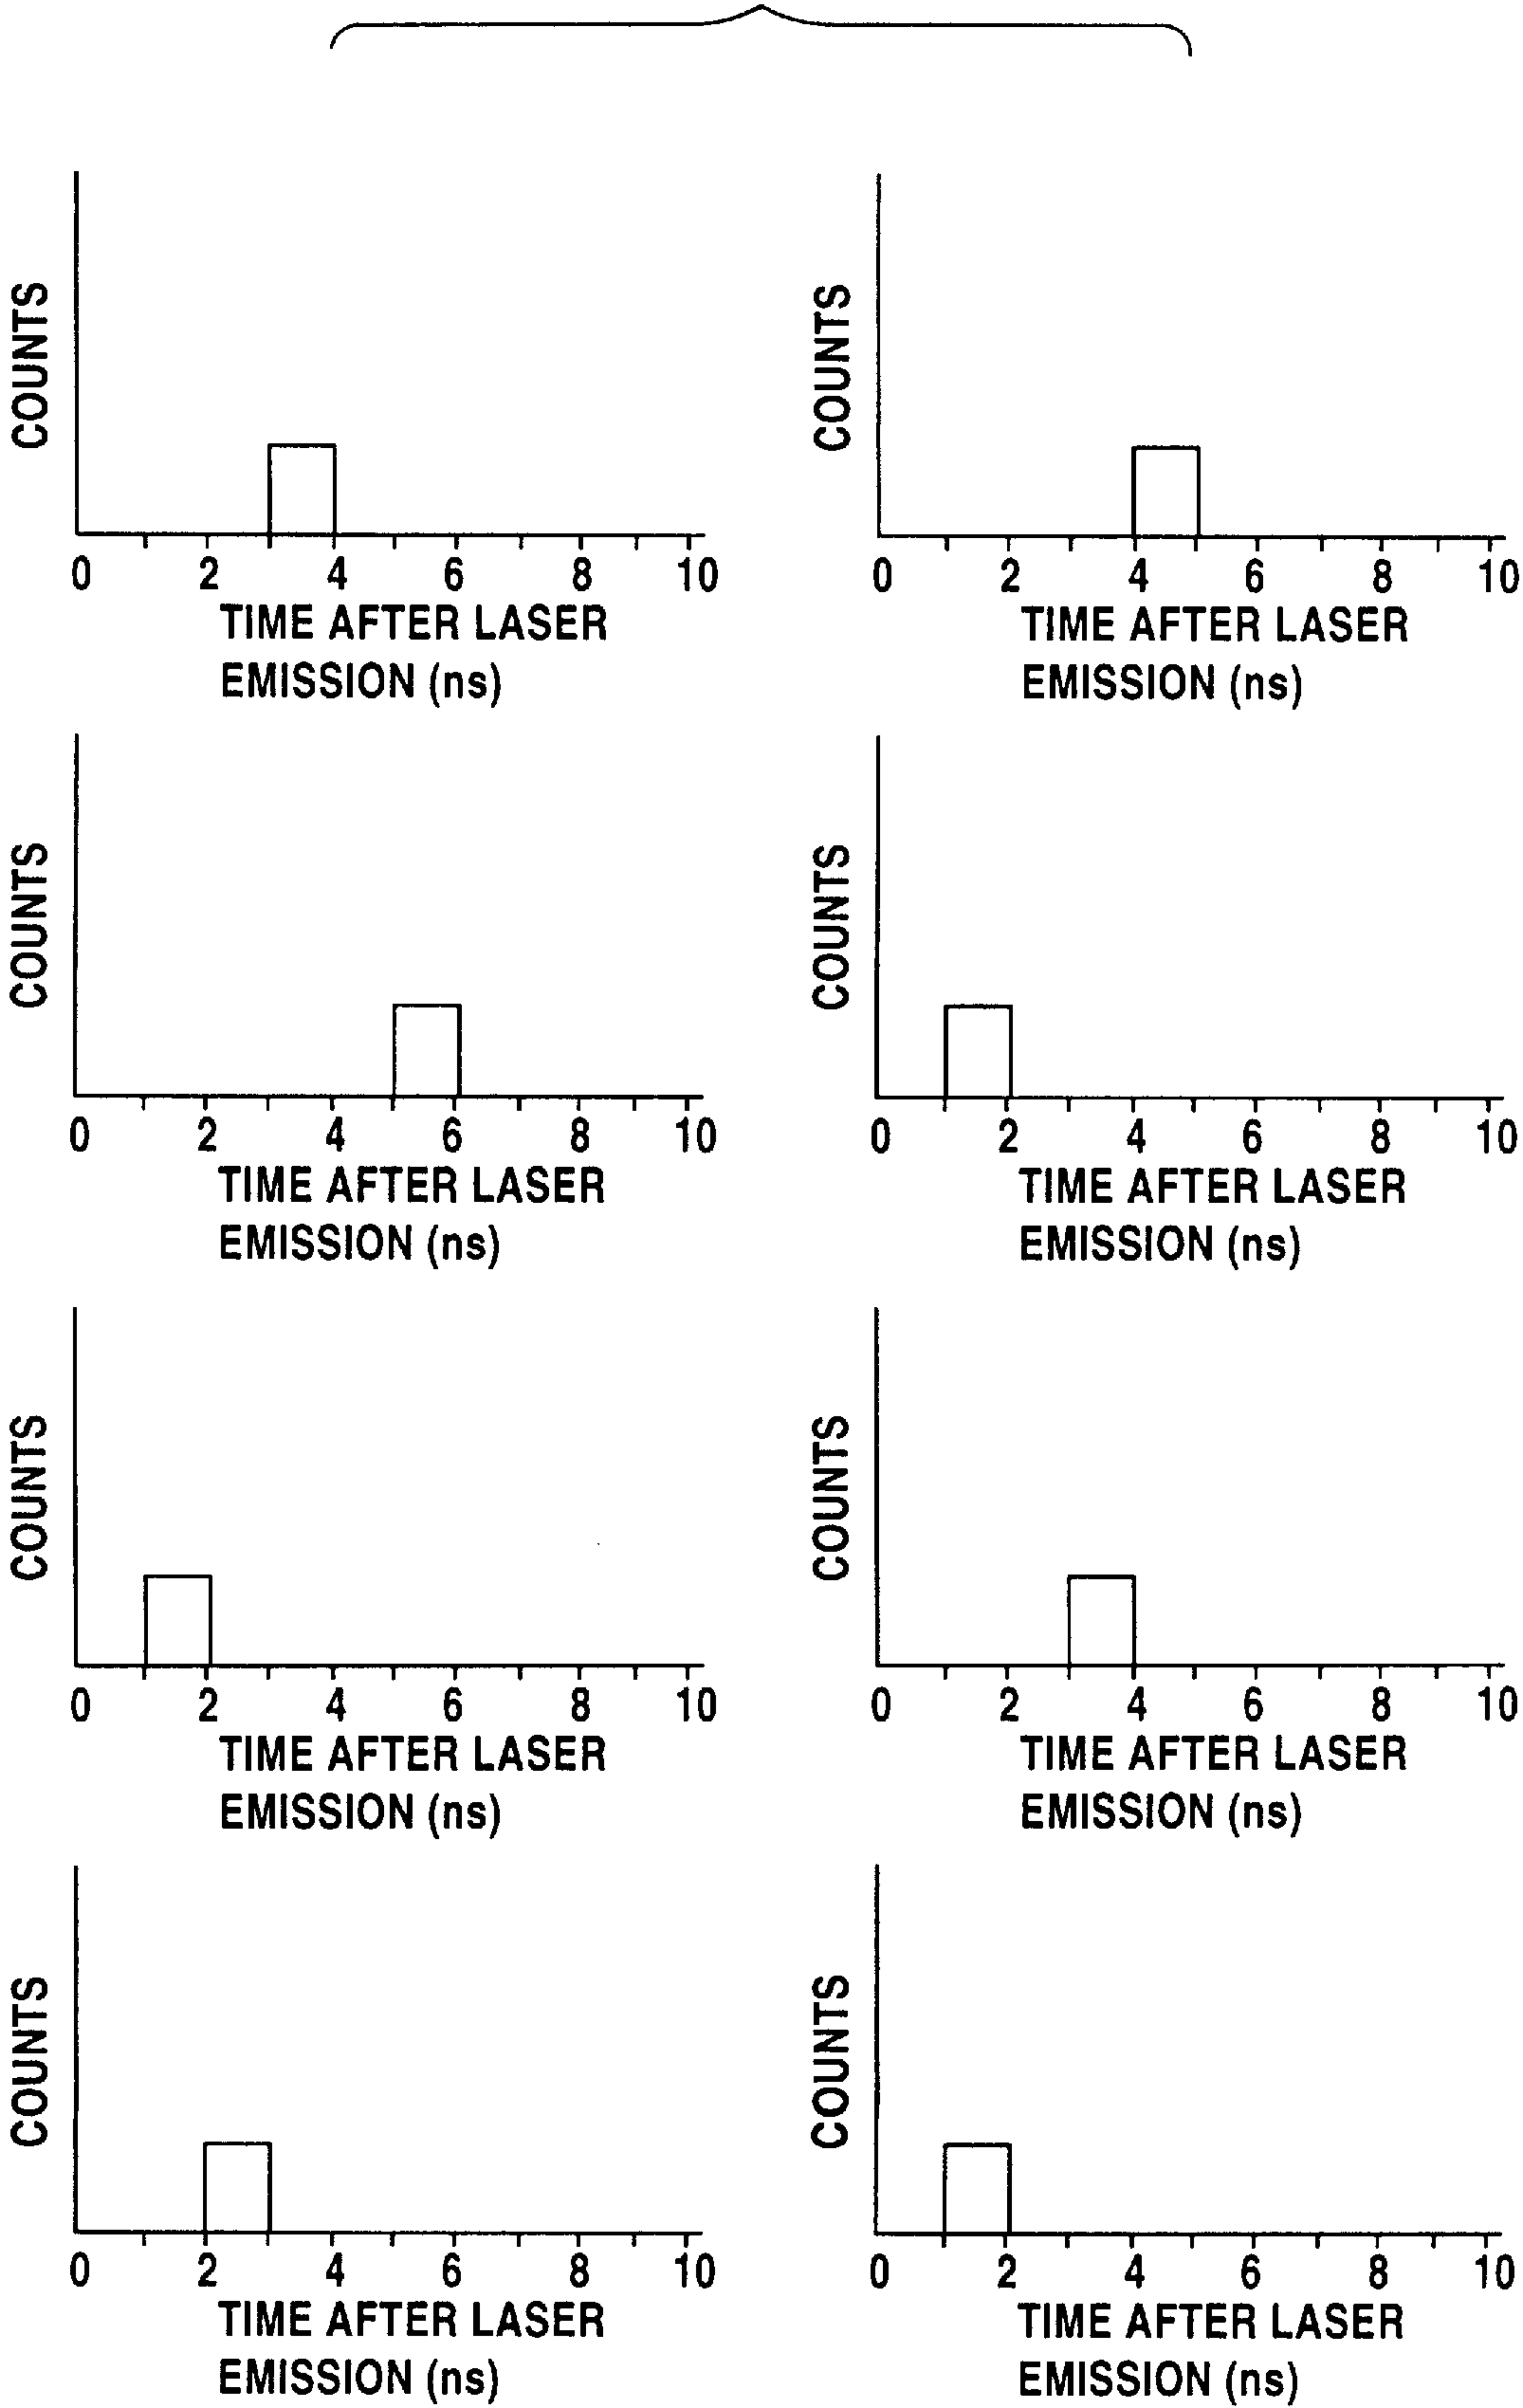 COUNTS
0 2 4 6 8 10
TIME AFTER LASER
EMISSION (ns)
COUNTS
0 2 4 6 8 10
TIME AFTER LASER
EMISSION (ns)
COUNTS
0 2 4 6 8 10
TIME AFTER LASER
EMISSION (ns)
COUNTS
0 2 4 6 8 10
TIME AFTER LASER
EMISSION (ns)
COUNTS
0 2 4 6 8 10
TIME AFTER LASER
EMISSION (ns)
COUNTS
0 2 4 6 8 10
TIME AFTER LASER
EMISSION (ns)
COUNTS
0 2 4 6 8 10
TIME AFTER LASER
EMISSION (ns)
COUNTS
0 2 4 6 8 10
TIME AFTER LASER
EMISSION (ns)